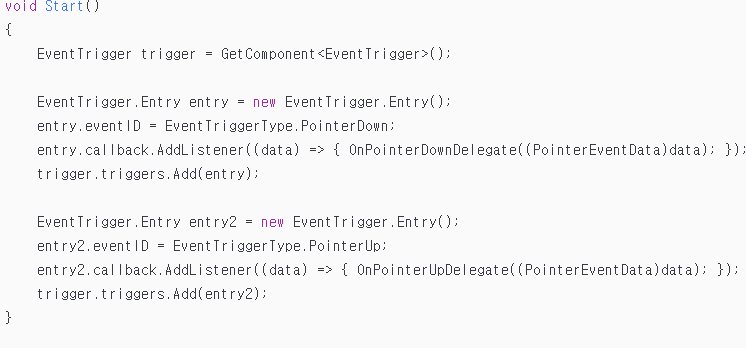 void Start()
{
    EventTrigger trigger = GetComponent<EventTrigger>();

    EventTrigger.Entry entry = new EventTrigger.Entry();
    entry.eventID = EventTriggerType.PointerDown;
    entry.callback.AddListener((data) => { OnPointerDownDelegate((PointerEventData)data); });
    trigger.triggers.Add(entry);

    EventTrigger.Entry entry2 = new EventTrigger.Entry();
    entry2.eventID = EventTriggerType.PointerUp;
    entry2.callback.AddListener((data) => { OnPointerUpDelegate((PointerEventData)data); });
    trigger.triggers.Add(entry2);
}